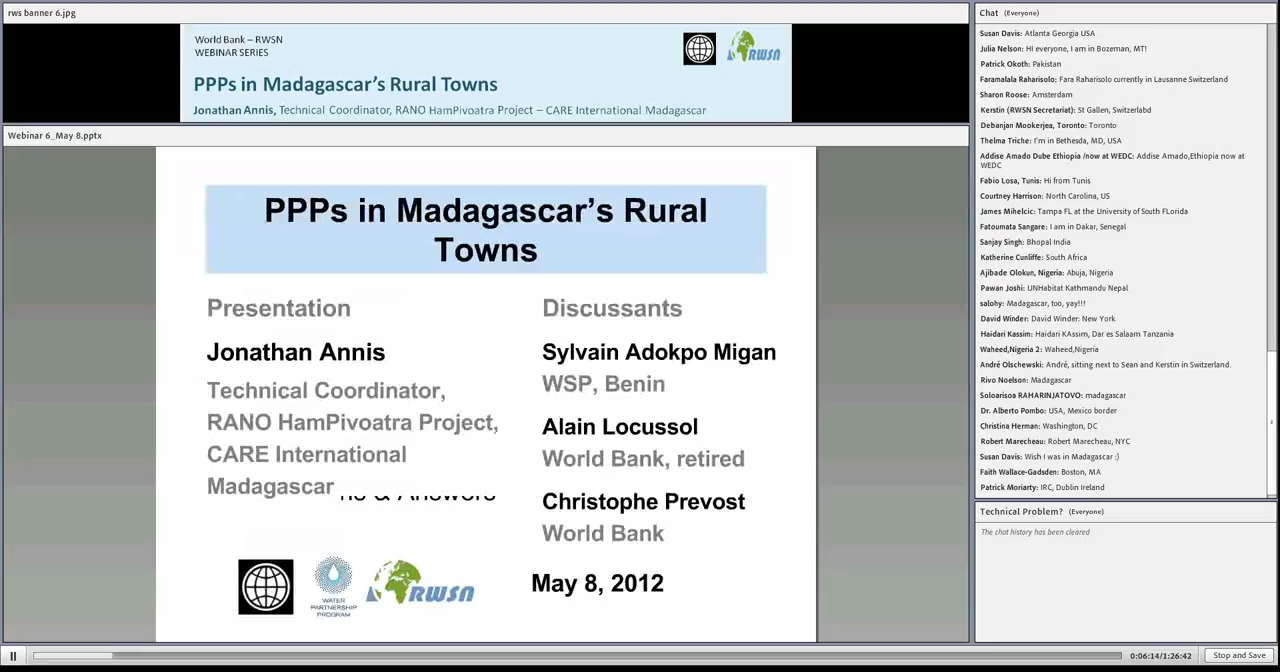 rws banner 6.jpg
World Bank – RWSN
WEBINAR SERIES
RWSN
PPPs in Madagascar's Rural Towns
Jonathan Annis, Technical Coordinator, RANO HamPivoatra Project – CARE International Madagascar
Webinar 6_May 8.pptx
PPPs in Madagascar's Rural
Towns
Presentation
Jonathan Annis
Technical Coordinator,
RANO HamPivoatra Project,
CARE International
Madagascar
& Answers
Discussants
Sylvain Adokpo Migan
WSP, Benin
Alain Locussol
World Bank, retired
Christophe Prevost
World Bank
WATER
PARTNERSHIP
PROGRAM
RWSN
May 8, 2012
Chat (Everyone)
Susan Davis: Atlanta Georgia USA
Julia Nelson: HI everyone, I am in Bozeman, MT!
Patrick Okoth: Pakistan
Faramalala Raharisolo: Fara Raharisolo currently in Lausanne Switzerland
Sharon Roose: Amsterdam
Kerstin (RWSN Secretariat): St Gallen, Switzerlabd
Debanjan Mookerjea, Toronto: Toronto
Thelma Triche: I'm in Bethesda, MD, USA
Addise Amado Dube Ethiopia /now at WEDC: Addise Amado,Ethiopia now at
WEDC
Fabio Losa, Tunis: Hi from Tunis
Courtney Harrison: North Carolina, US
James Mihelcic: Tampa FL at the University of South FLorida
Fatoumata Sangare: I am in Dakar, Senegal
Sanjay Singh: Bhopal India
Katherine Cunliffe: South Africa
Ajibade Olokun, Nigeria: Abuja, Nigeria
Pawan Joshi: UNHabitat Kathmandu Nepal
salohy: Madagascar, too, yay!!!
David Winder: David Winder: New York
Haidari Kassim: Haidari KAssim, Dar es Salaam Tanzania
Waheed,Nigeria 2: Waheed,Nigeria
André Olschewski: André, sitting next to Sean and Kerstin in Switzerland.
Rivo Noelson: Madagascar
Soloarisoa RAHARINJATOVO: madagascar
Dr. Alberto Pombo: USA, Mexico border
Christina Herman: Washington, DC
Robert Marecheau: Robert Marecheau, NYC
Susan Davis: Wish I was in Madagascar :)
Faith Wallace-Gadsden: Boston, MA
Patrick Moriarty: IRC, Dublin Ireland
Technical Problem? (Everyone)
The chat history has been cleared
0:06:14/1:26:42
Stop and Save